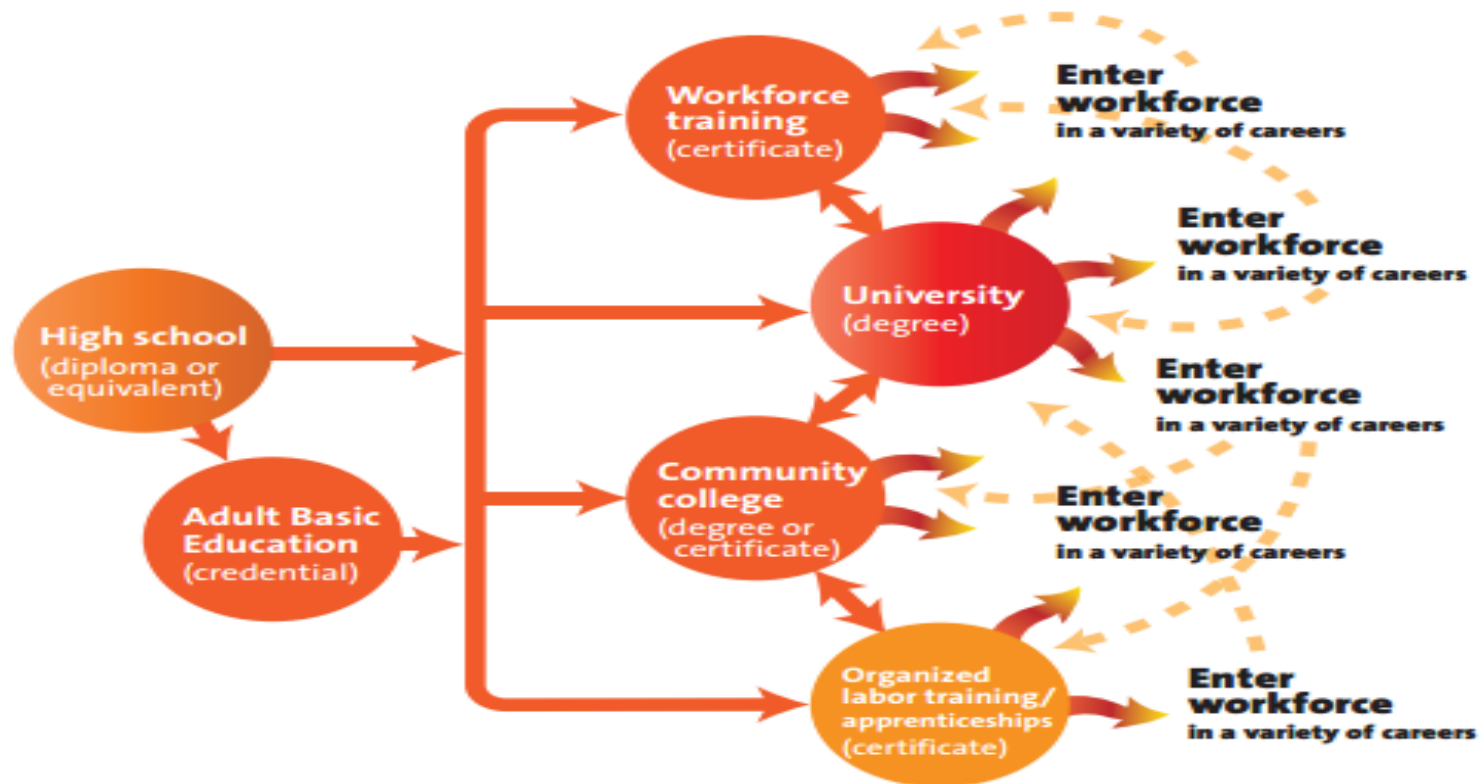 Workforce
training
(certificate)
Enter
workforce
in a variety of careers
University
(degree)
Enter
workforce
in a variety of careers
High school
(diploma or
equivalent)
Enter
workforce
in a variety of careers
Adult Basic
Education
(credential)
Community
college
(degree or
certificate)
Enter
workforce
in a variety of careers
Organized
labor training/
apprenticeships
(certificate)
Enter
workforce
in a variety of careers